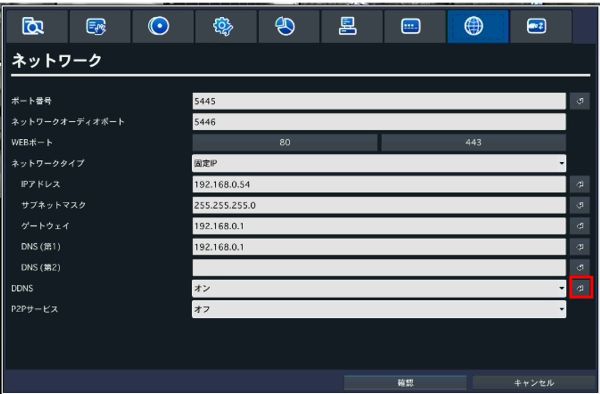 ネットワーク
ポート番号 5445
ネットワークオーディオポート 5446
WEBポート 80 443
ネットワークタイプ 固定IP
IPアドレス 192.168.0.54
サブネットマスク 255.255.255.0
ゲートウェイ 192.168.0.1
DNS (第1) 192.168.0.1
DNS (第2)
DDNS オン
P2Pサービス オフ
確認 キャンセル